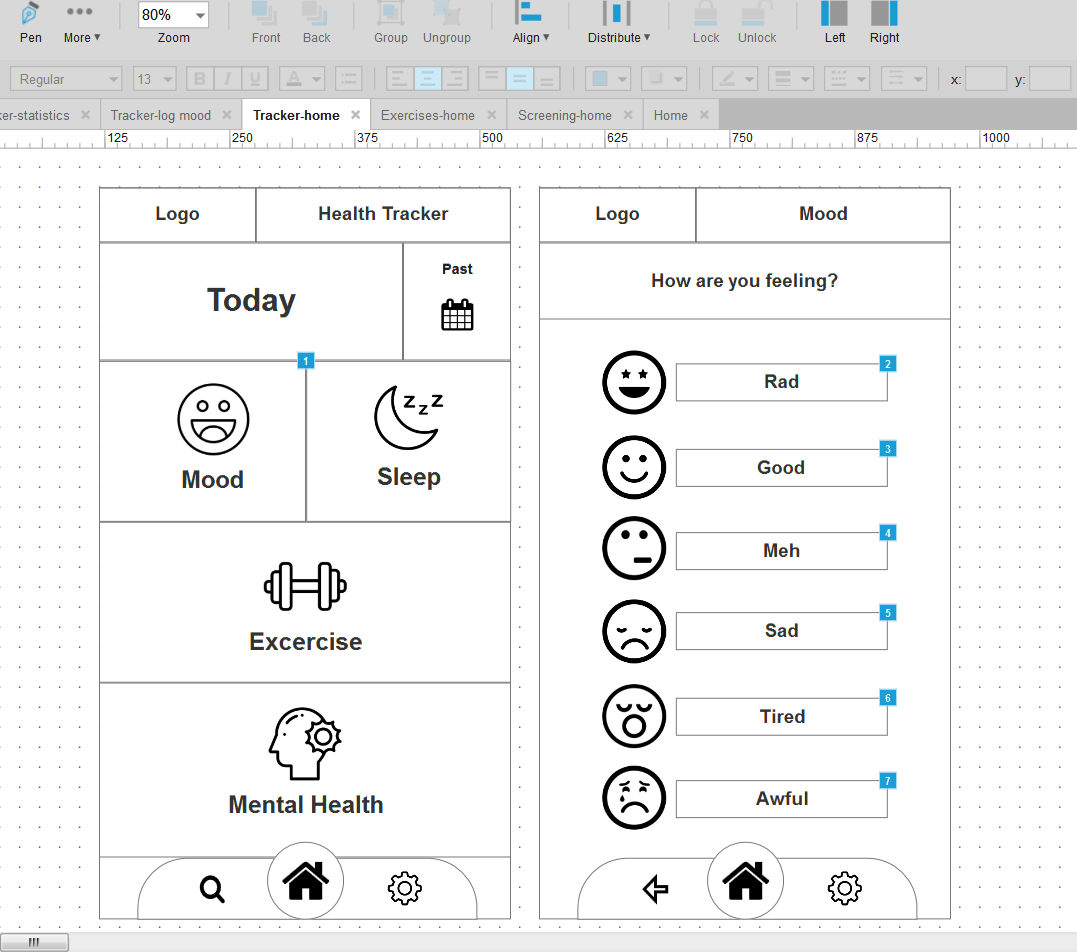 80%
Pen More Zoom Front Back Group Ungroup Align Distribute Lock Unlock Left Right
Regular 13 B I U A x: y:
ker-statistics Tracker-log mood Tracker-home Exercises-home Screening-home Home
125 250 375 500 625 750 875 1000
Logo Health Tracker
Today
Past
1
Mood
z z z
Sleep
Excercise
Mental Health
Logo Mood
How are you feeling?
Rad 2
Good 3
Meh 4
Sad 5
Tired 6
Awful 7